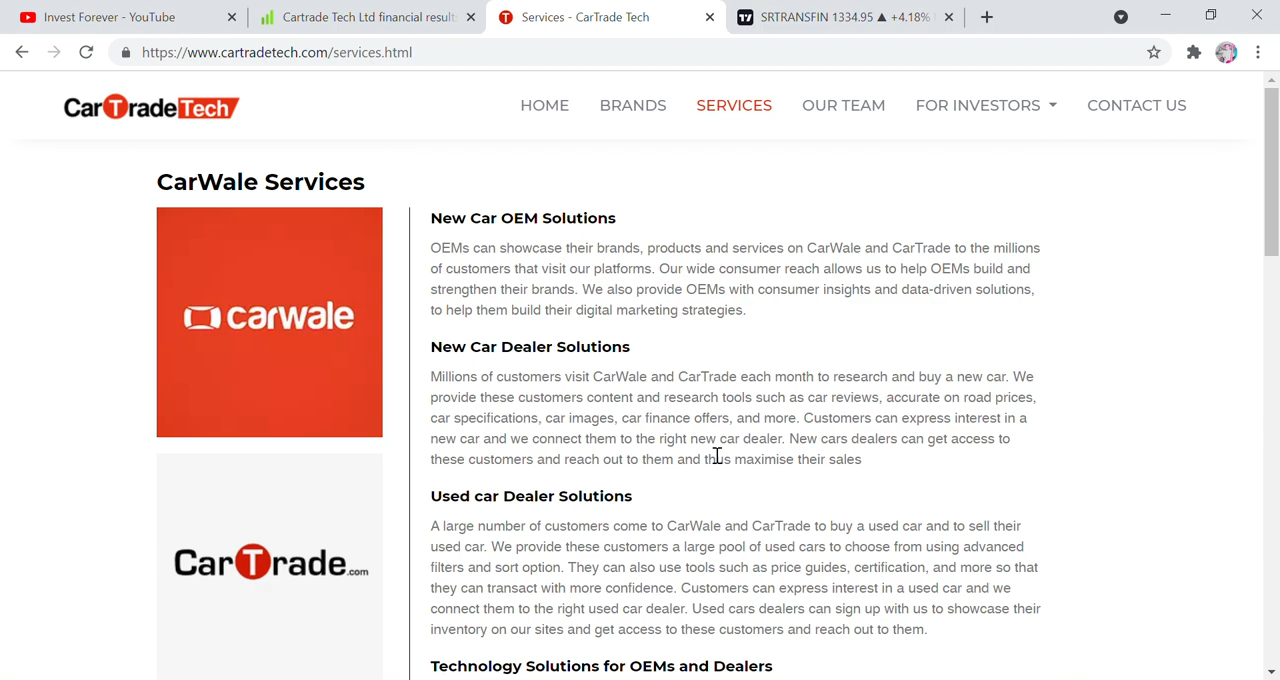 Invest Forever - YouTube
Cartrade Tech Ltd financial result
Services - CarTrade Tech
SRTRANSFIN 1334.95 ▲ +4.18%
https://www.cartradetech.com/services.html
CarTradeTech
HOME
BRANDS
SERVICES
OUR TEAM
FOR INVESTORS
CONTACT US
CarWale Services
carwale
CarTrade.com
New Car OEM Solutions
OEMs can showcase their brands, products and services on CarWale and CarTrade to the millions
of customers that visit our platforms. Our wide consumer reach allows us to help OEMs build and
strengthen their brands. We also provide OEMs with consumer insights and data-driven solutions,
to help them build their digital marketing strategies.
New Car Dealer Solutions
Millions of customers visit CarWale and CarTrade each month to research and buy a new car. We
provide these customers content and research tools such as car reviews, accurate on road prices,
car specifications, car images, car finance offers, and more. Customers can express interest in a
new car and we connect them to the right new car dealer. New cars dealers can get access to
these customers and reach out to them and thus maximise their sales
Used car Dealer Solutions
A large number of customers come to CarWale and CarTrade to buy a used car and to sell their
used car. We provide these customers a large pool of used cars to choose from using advanced
filters and sort option. They can also use tools such as price guides, certification, and more so that
they can transact with more confidence. Customers can express interest in a used car and we
connect them to the right used car dealer. Used cars dealers can sign up with us to showcase their
inventory on our sites and get access to these customers and reach out to them.
Technology Solutions for OEMs and Dealers